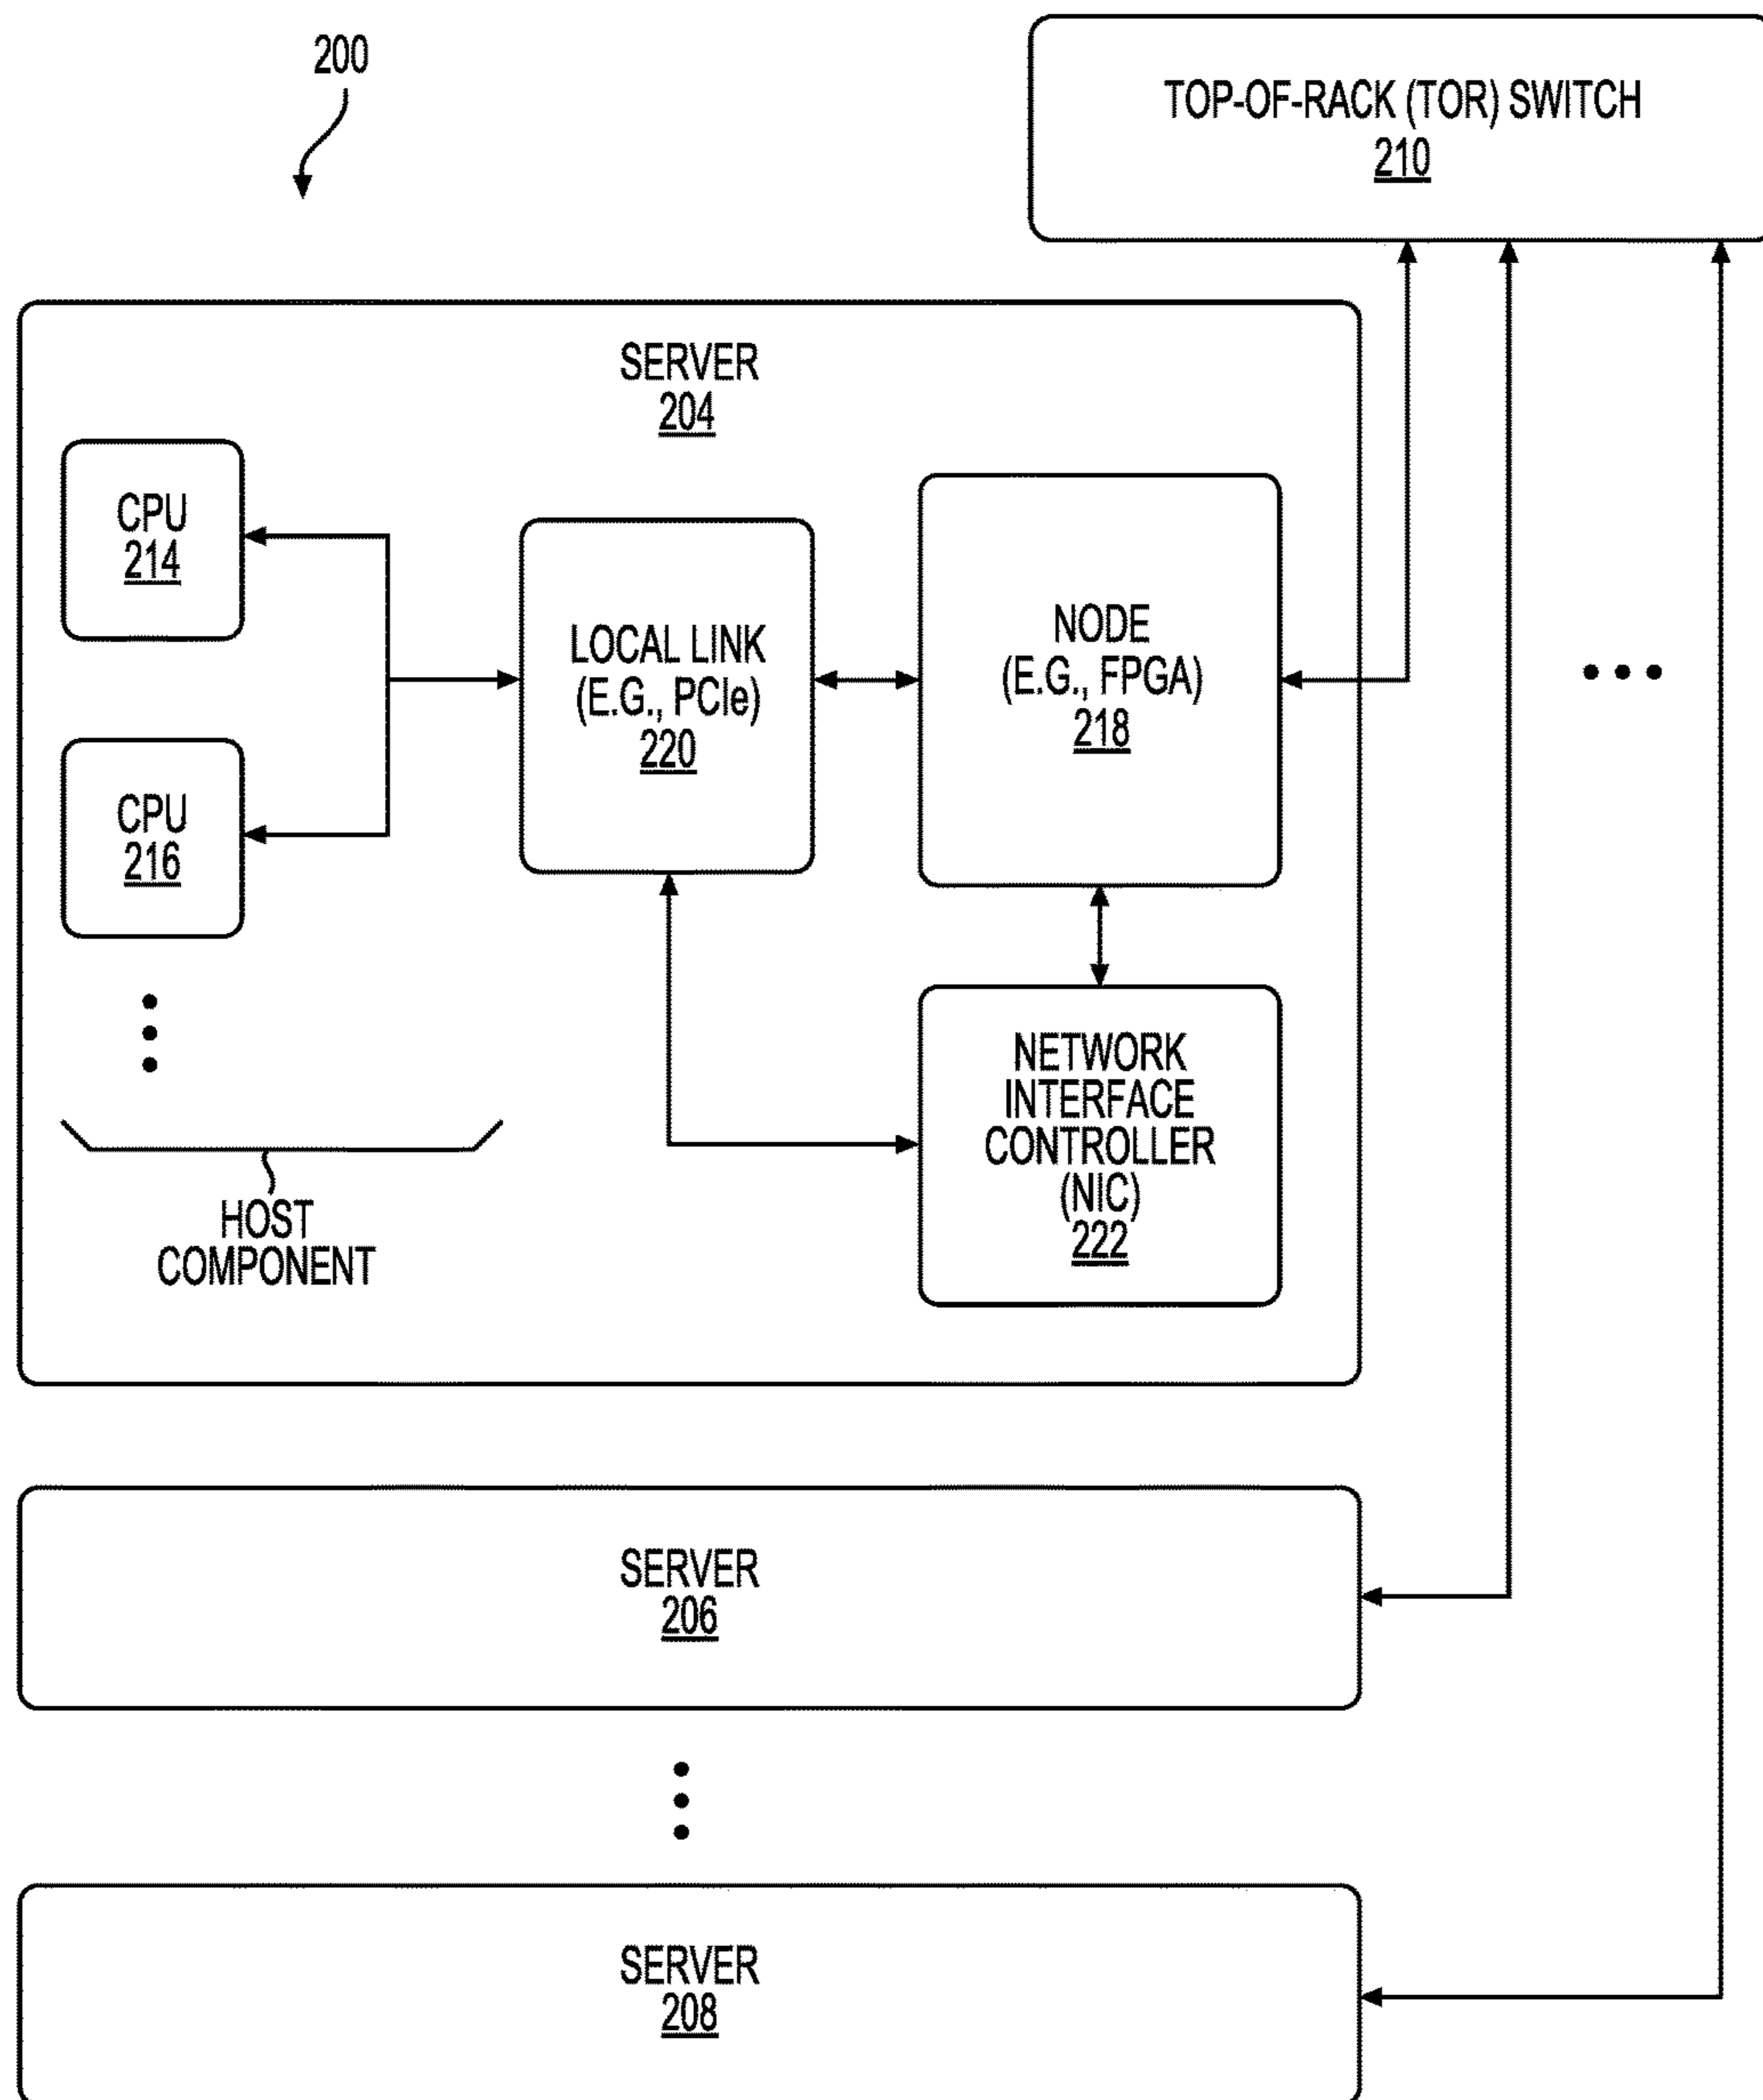 200
TOP-OF-RACK (TOR) SWITCH
210
SERVER
204
CPU
214
LOCAL LINK
(E.G., PCIe)
220
NODE
(E.G., FPGA)
218
CPU
216
NETWORK
INTERFACE
CONTROLLER
(NIC)
222
HOST
COMPONENT
SERVER
206
SERVER
208